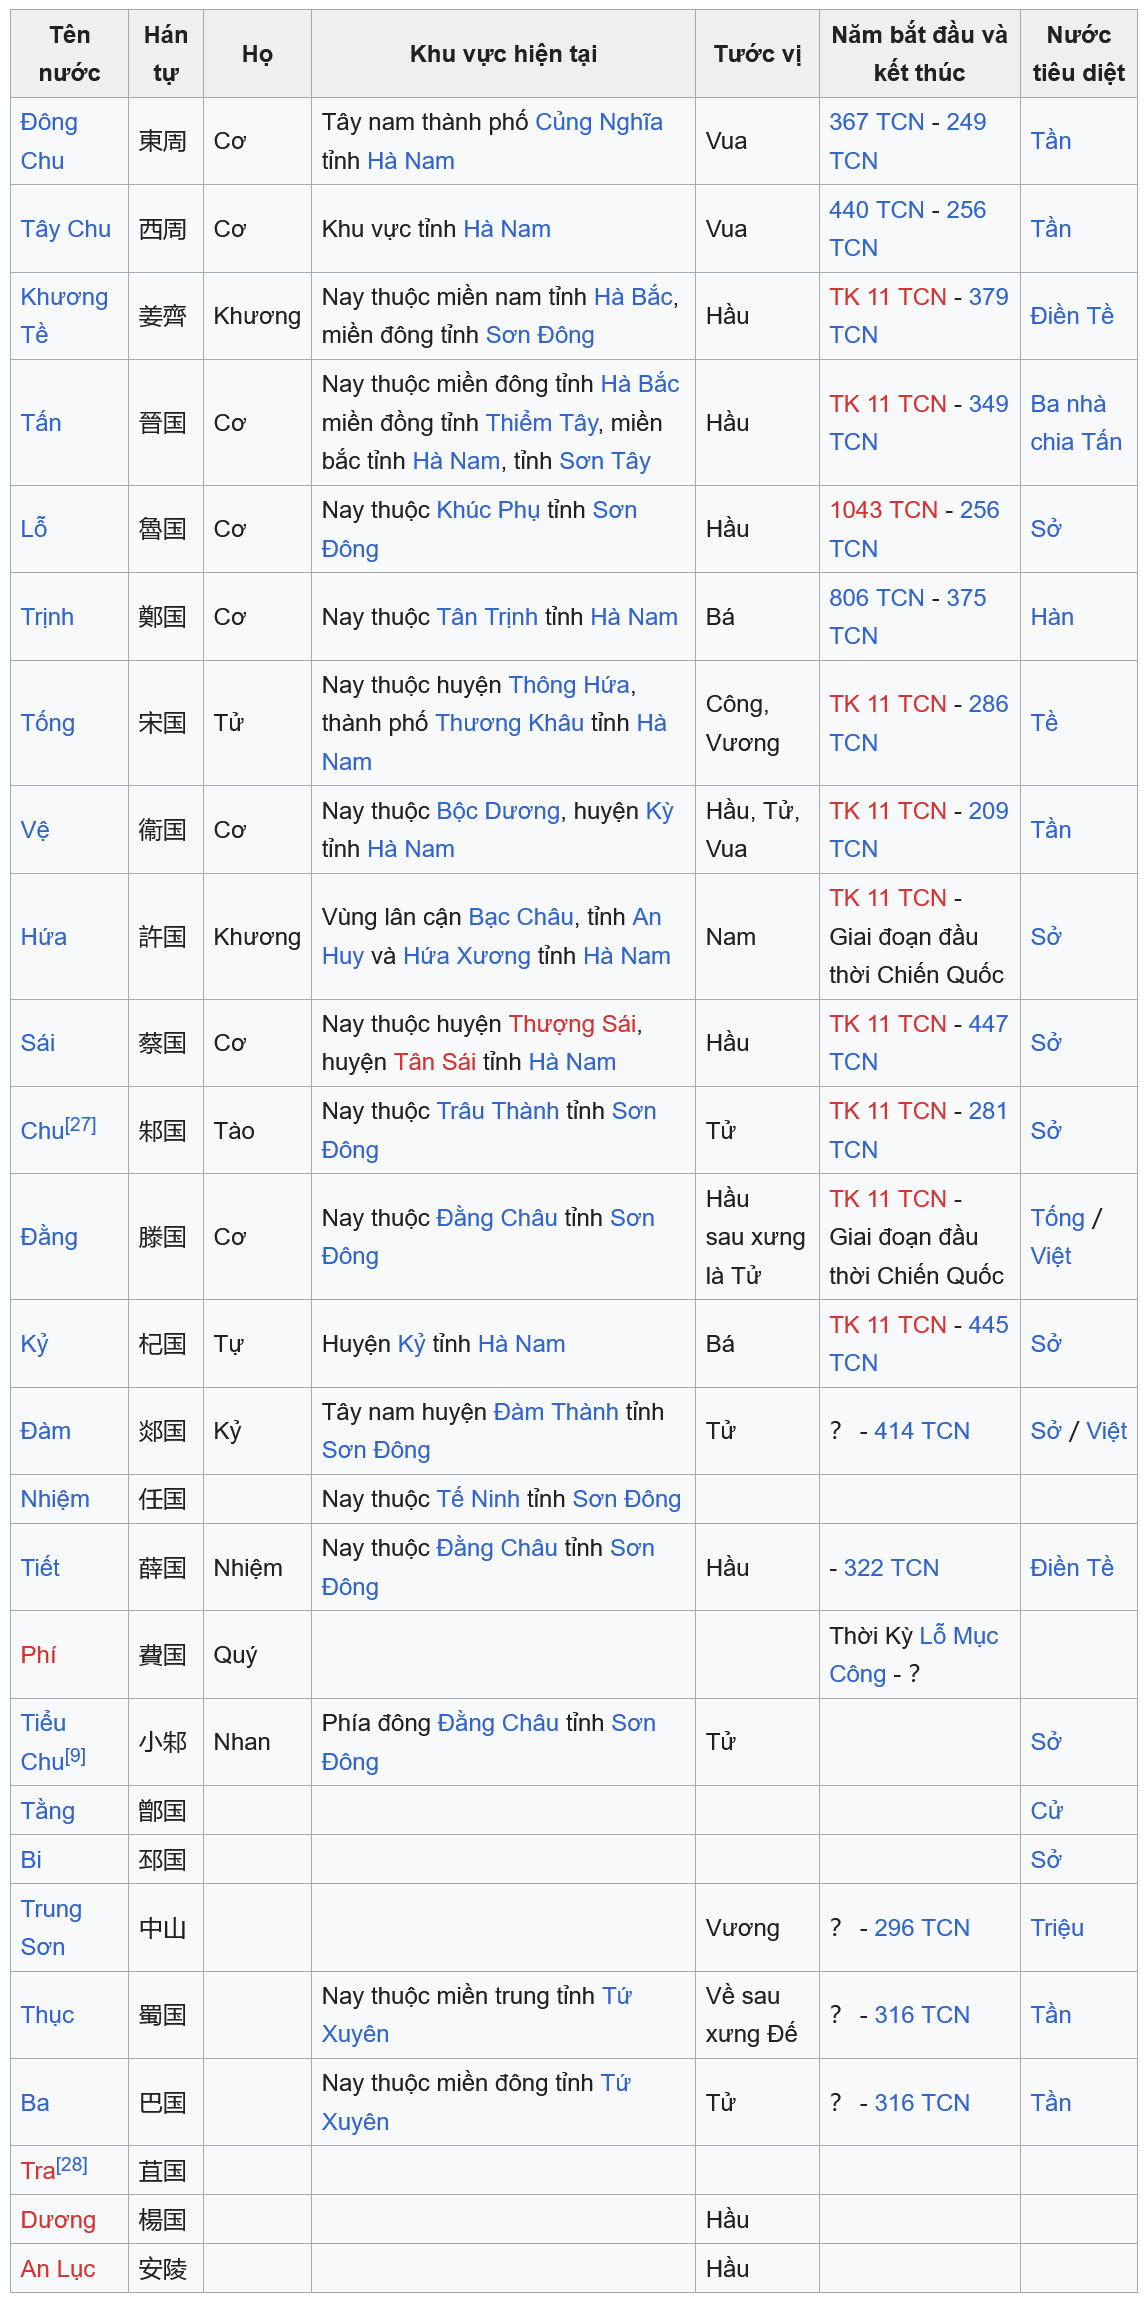 Tên nước
Hán tự
Họ
Khu vực hiện tại
Tước vị
Năm bắt đầu và kết thúc
Nước tiêu diệt
Đông Chu
東周
Cơ
Tây nam thành phố Củng Nghĩa
tỉnh Hà Nam
Vua
367 TCN - 249
TCN
Tần
Tây Chu
西周
Cơ
Khu vực tỉnh Hà Nam
Vua
440 TCN - 256
TCN
Tần
Khương
Tề
姜齊
Khương
Nay thuộc miền nam tỉnh Hà Bắc,
miền đông tỉnh Sơn Đông
Hầu
TK 11 TCN - 379
TCN
Điền Tề
Tấn
晉国
Cơ
Nay thuộc miền đông tỉnh Hà Bắc
miền đồng tỉnh Thiểm Tây, miền
bắc tỉnh Hà Nam, tỉnh Sơn Tây
Hầu
TK 11 TCN - 349
TCN
Ba nhà
chia Tấn
Lỗ
魯国
Cơ
Nay thuộc Khúc Phụ tỉnh Sơn
Đông
Hầu
1043 TCN - 256
TCN
Sở
Trịnh
鄭国
Cơ
Nay thuộc Tân Trịnh tỉnh Hà Nam
Bá
806 TCN - 375
TCN
Hàn
Tống
宋国
Tử
Nay thuộc huyện Thông Hứa,
thành phố Thương Khâu tỉnh Hà
Nam
Công,
Vương
TK 11 TCN - 286
TCN
Tề
Vệ
衞国
Cơ
Nay thuộc Bộc Dương, huyện Kỳ
tỉnh Hà Nam
Hầu, Tử,
Vua
TK 11 TCN - 209
TCN
Tần
Hứa
許国
Khương
Vùng lân cận Bạc Châu, tỉnh An
Huy và Hứa Xương tỉnh Hà Nam
Nam
TK 11 TCN -
Giai đoạn đầu
thời Chiến Quốc
Sở
Sái
蔡国
Cơ
Nay thuộc huyện Thượng Sái,
huyện Tân Sái tỉnh Hà Nam
Hầu
TK 11 TCN - 447
TCN
Sở
Chu[27]
邾国
Tào
Nay thuộc Trâu Thành tỉnh Sơn
Đông
Tử
TK 11 TCN - 281
TCN
Sở
Đằng
滕国
Cơ
Nay thuộc Đằng Châu tỉnh Sơn
Đông
Hầu
sau xưng
là Tử
TK 11 TCN -
Giai đoạn đầu
thời Chiến Quốc
Tống /
Việt
Kỷ
杞国
Tự
Huyện Kỷ tỉnh Hà Nam
Bá
TK 11 TCN - 445
TCN
Sở
Đàm
郯国
Kỷ
Tây nam huyện Đàm Thành tỉnh
Sơn Đông
Tử
? - 414 TCN
Sở / Việt
Nhiệm
任国
Nay thuộc Tế Ninh tỉnh Sơn Đông
Tiết
薛国
Nhiệm
Nay thuộc Đằng Châu tỉnh Sơn
Đông
Hầu
- 322 TCN
Điền Tề
Phí
費国
Quý
Thời Kỳ Lỗ Mục
Công - ?
Tiểu
Chu[9]
小邾
Nhan
Phía đông Đằng Châu tỉnh Sơn
Đông
Tử
Sở
Tằng
鄫国
Cử
Bi
邳国
Sở
Trung
Sơn
中山
Vương
? - 296 TCN
Triệu
Thục
蜀国
Nay thuộc miền trung tỉnh Tứ
Xuyên
Về sau
xưng Đế
? - 316 TCN
Tần
Ba
巴国
Nay thuộc miền đông tỉnh Tứ
Xuyên
Tử
? - 316 TCN
Tần
Tra[28]
苴国
Dương
楊国
Hầu
An Lục
安陵
Hầu